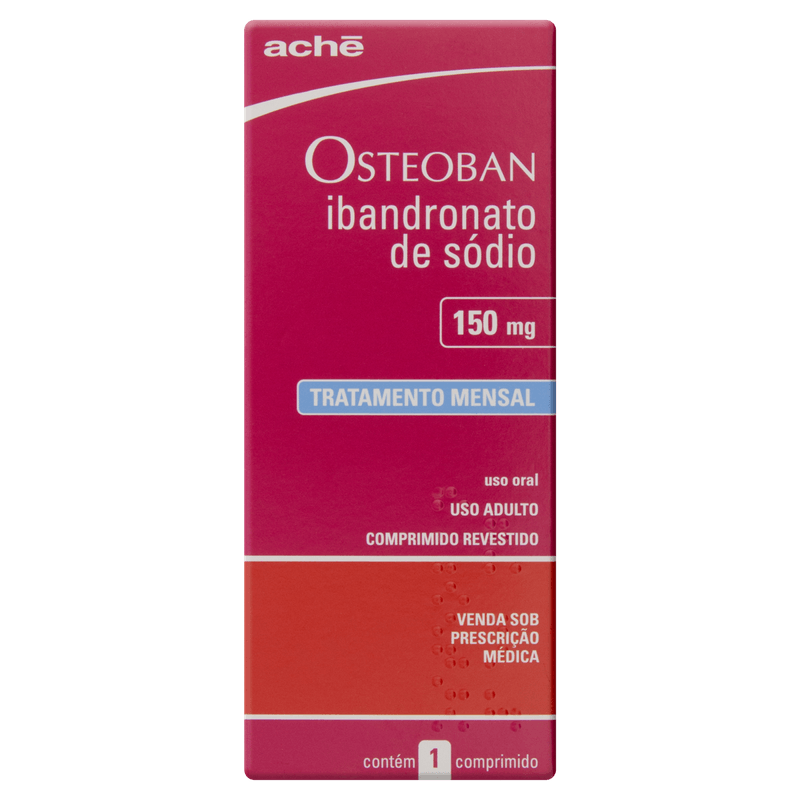 achē
OSTEOBAN
ibandronato
de sódio
150 mg
TRATAMENTO MENSAL
uso oral
USO ADULTO
COMPRIMIDO REVESTIDO
VENDA SOB
PRESCRIÇÃO
MÉDICA
contém 1 comprimido